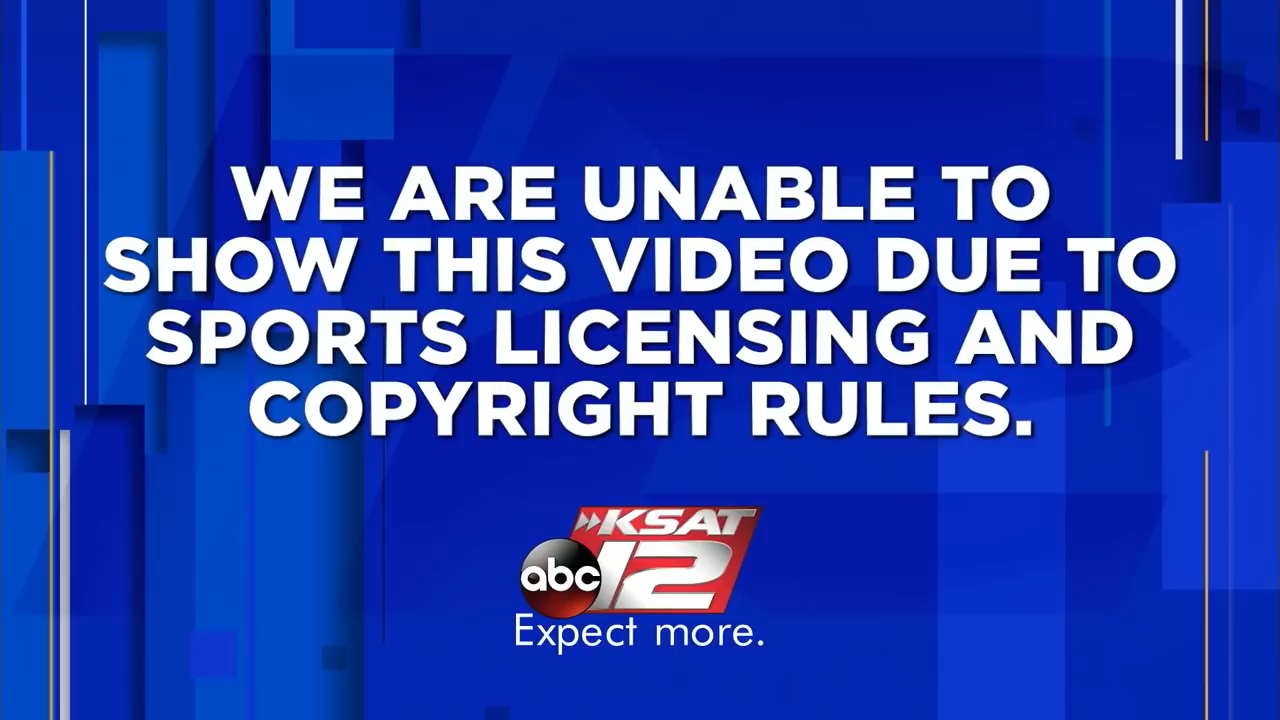 WE ARE UNABLE TO
SHOW THIS VIDEO DUE TO
SPORTS LICENSING AND
COPYRIGHT RULES.
KSAT
abc 12
Expect more.